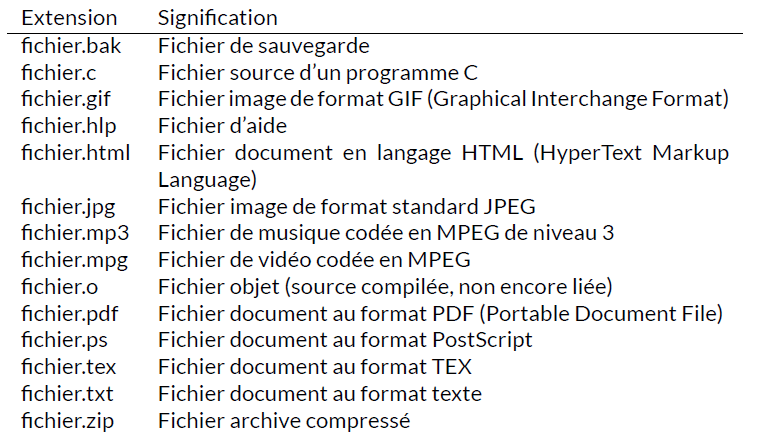 Extension Signification
fichier.bak Fichier de sauvegarde
fichier.c Fichier source d’un programme C
fichier.gif Fichier image de format GIF (Graphical Interchange Format)
fichier.hlp Fichier d’aide
fichier.html Fichier document en langage HTML (HyperText Markup
Language)
fichier.jpg Fichier image de format standard JPEG
fichier.mp3 Fichier de musique codée en MPEG de niveau 3
fichier.mpg Fichier de vidéo codée en MPEG
fichier.o Fichier objet (source compilée, non encore liée)
fichier.pdf Fichier document au format PDF (Portable Document File)
fichier.ps Fichier document au format PostScript
fichier.tex Fichier document au format TEX
fichier.txt Fichier document au format texte
fichier.zip Fichier archive compressé